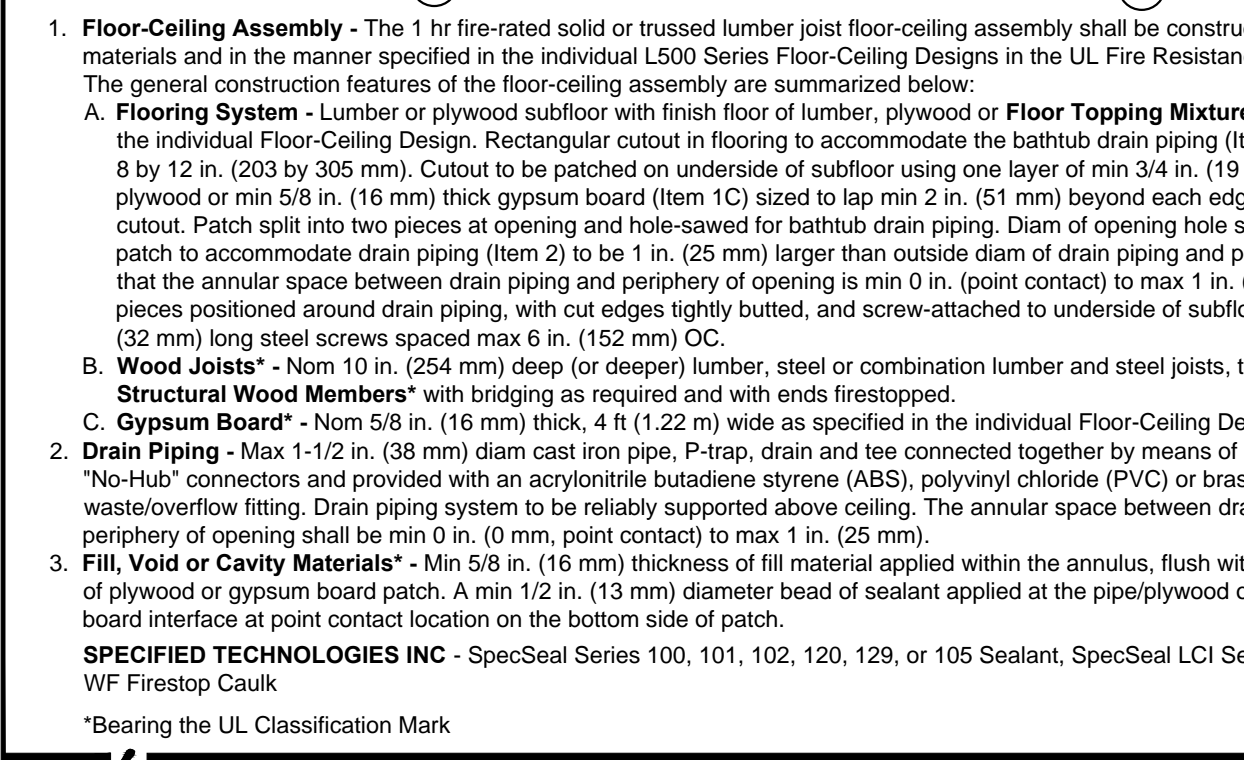 1. Floor-Ceiling Assembly - The 1 hr fire-rated solid or trussed lumber joist floor-ceiling assembly shall be constru
materials and in the manner specified in the individual L500 Series Floor-Ceiling Designs in the UL Fire Resistan
The general construction features of the floor-ceiling assembly are summarized below:
A. Flooring System - Lumber or plywood subfloor with finish floor of lumber, plywood or Floor Topping Mixture
the individual Floor-Ceiling Design. Rectangular cutout in flooring to accommodate the bathtub drain piping (It
8 by 12 in. (203 by 305 mm). Cutout to be patched on underside of subfloor using one layer of min 3/4 in. (19
plywood or min 5/8 in. (16 mm) thick gypsum board (Item 1C) sized to lap min 2 in. (51 mm) beyond each edg
cutout. Patch split into two pieces at opening and hole-sawed for bathtub drain piping. Diam of opening hole s
patch to accommodate drain piping (Item 2) to be 1 in. (25 mm) larger than outside diam of drain piping and p
that the annular space between drain piping and periphery of opening is min 0 in. (point contact) to max 1 in. (
pieces positioned around drain piping, with cut edges tightly butted, and screw-attached to underside of subflo
(32 mm) long steel screws spaced max 6 in. (152 mm) OC.
B. Wood Joists* - Nom 10 in. (254 mm) deep (or deeper) lumber, steel or combination lumber and steel joists, t
Structural Wood Members* with bridging as required and with ends firestopped.
C. Gypsum Board* - Nom 5/8 in. (16 mm) thick, 4 ft (1.22 m) wide as specified in the individual Floor-Ceiling De
2. Drain Piping - Max 1-1/2 in. (38 mm) diam cast iron pipe, P-trap, drain and tee connected together by means of
"No-Hub" connectors and provided with an acrylonitrile butadiene styrene (ABS), polyvinyl chloride (PVC) or bras
waste/overflow fitting. Drain piping system to be reliably supported above ceiling. The annular space between dra
periphery of opening shall be min 0 in. (0 mm, point contact) to max 1 in. (25 mm).
3. Fill, Void or Cavity Materials* - Min 5/8 in. (16 mm) thickness of fill material applied within the annulus, flush wit
of plywood or gypsum board patch. A min 1/2 in. (13 mm) diameter bead of sealant applied at the pipe/plywood o
board interface at point contact location on the bottom side of patch.
SPECIFIED TECHNOLOGIES INC - SpecSeal Series 100, 101, 102, 120, 129, or 105 Sealant, SpecSeal LCI Se
WF Firestop Caulk
*Bearing the UL Classification Mark